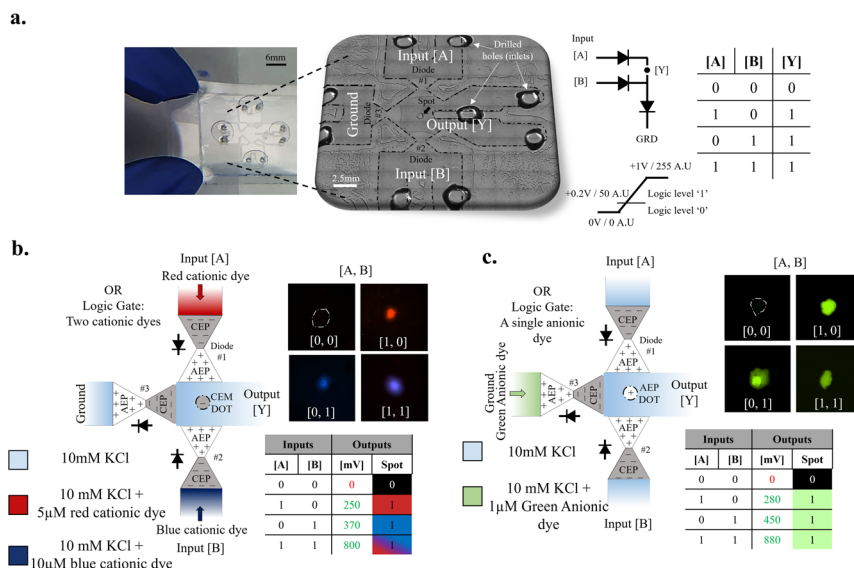 a.
6mm
Input [A]
Diode
#1
Drilled
holes (inlets)
Ground
Diode
#3
Spot
Output [Y]
#2
Diode
Input [B]
2.5mm
Input
[A]
[B]
[Y]
GRD
+1V / 255 A.U
+0.2V / 50 A.U
Logic level ‘1’
Logic level ‘0’
0V / 0 A.U
[A] [B] [Y]
0 0 0
1 0 1
0 1 1
1 1 1
b.
Input [A]
Red cationic dye
OR
Logic Gate:
Two cationic dyes
CEP
Diode
#1
AEP
Ground
AEP
#3
CEP
CEM
DOT
Output
[Y]
AEP
#2
CEP
Blue cationic dye
Input [B]
10mM KCl
10 mM KCl +
5μM red cationic dye
10 mM KCl +
10μM blue cationic dye
[A, B]
[0, 0] [1, 0]
[0, 1] [1, 1]
Inputs Outputs
[A] [B] [mV] Spot
0 0 0 0
1 0 250 1
0 1 370 1
1 1 800 1
c.
Input [A]
OR
Logic Gate:
A single anionic
dye
CEP
Diode
#1
AEP
Ground
Green Anionic dye
AEP
#3
CEP
AEP
DOT
Output
[Y]
AEP
#2
CEP
Input [B]
10mM KCl
10 mM KCl +
1μM Green Anionic
dye
[A, B]
[0, 0] [1, 0]
[0, 1] [1, 1]
Inputs Outputs
[A] [B] [mV] Spot
0 0 0 0
1 0 280 1
0 1 450 1
1 1 880 1